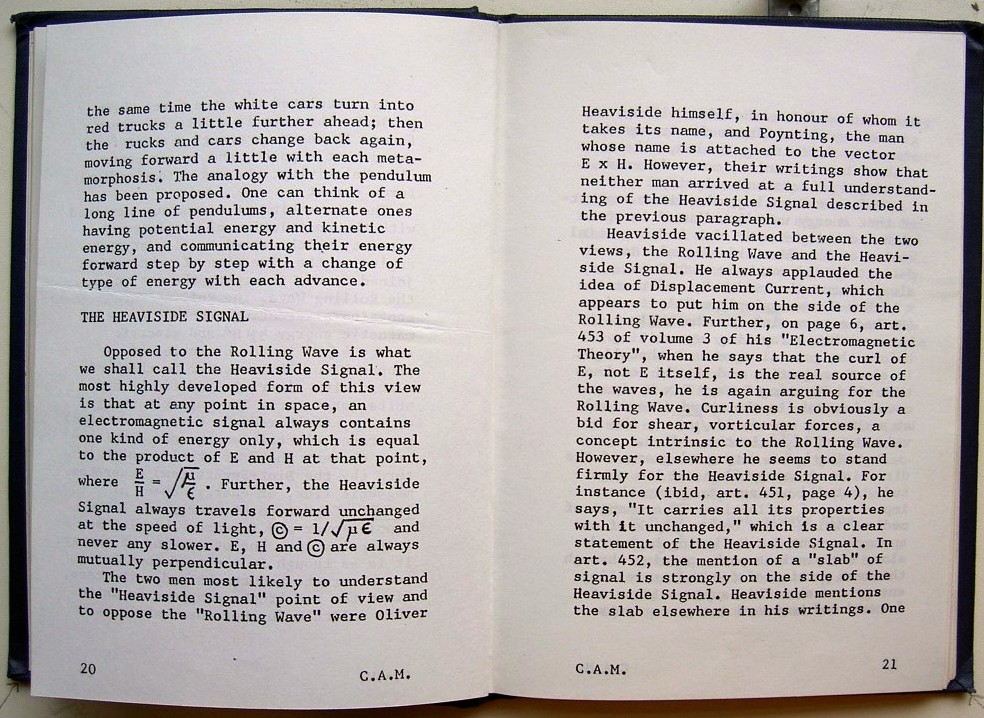 the same time the white cars turn into
red trucks a little further ahead; then
the rucks and cars change back again,
moving forward a little with each meta-
morphosis. The analogy with the pendulum
has been proposed. One can think of a
long line of pendulums, alternate ones
having potential energy and kinetic
energy, and communicating their energy
forward step by step with a change of
type of energy with each advance.
THE HEAVISIDE SIGNAL
Opposed to the Rolling Wave is what
we shall call the Heaviside Signal. The
most highly developed form of this view
is that at any point in space, an
electromagnetic signal always contains
one kind of energy only, which is equal
to the product of E and H at that point,
where E/H = √(μ/ε). Further, the Heaviside
Signal always travels forward unchanged
at the speed of light, © = 1/√με and
never any slower. E, H and © are always
mutually perpendicular.
The two men most likely to understand
the "Heaviside Signal" point of view and
to oppose the "Rolling Wave" were Oliver
20
C.A.M.
Heaviside himself, in honour of whom it
takes its name, and Poynting, the man
whose name is attached to the vector
E x H. However, their writings show that
neither man arrived at a full understand-
ing of the Heaviside Signal described in
the previous paragraph.
Heaviside vacillated between the two
views, the Rolling Wave and the Heavi-
side Signal. He always applauded the
idea of Displacement Current, which
appears to put him on the side of the
Rolling Wave. Further, on page 6, art.
453 of volume 3 of his "Electromagnetic
Theory", when he says that the curl of
E, not E itself, is the real source of
the waves, he is again arguing for the
Rolling Wave. Curliness is obviously a
bid for shear, vorticular forces, a
concept intrinsic to the Rolling Wave.
However, elsewhere he seems to stand
firmly for the Heaviside Signal. For
instance (ibid, art. 451, page 4), he
says, "It carries all its properties
with it unchanged," which is a clear
statement of the Heaviside Signal. In
art. 452, the mention of a "slab" of
signal is strongly on the side of the
Heaviside Signal. Heaviside mentions
the slab elsewhere in his writings. One
C.A.M.
21